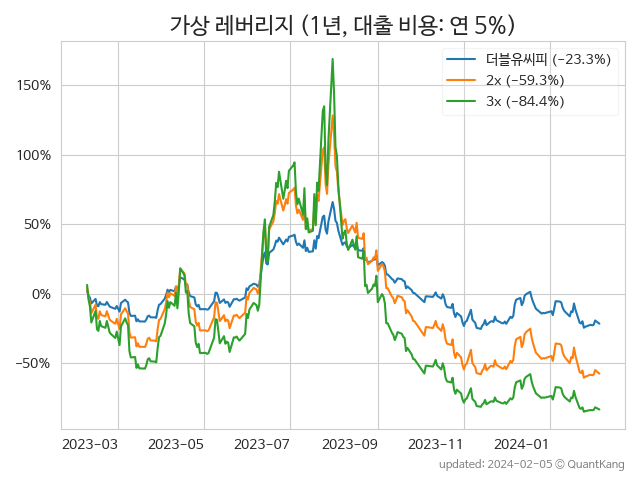 가상 레버리지 (1년, 대출 비용: 연 5%)
더블유씨피 (−23.3%)
2x (−59.3%)
3x (−84.4%)
150%
100%
50%
0%
−50%
2023-03 2023-05 2023-07 2023-09 2023-11 2024-01
updated: 2024-02-05 © QuantKang